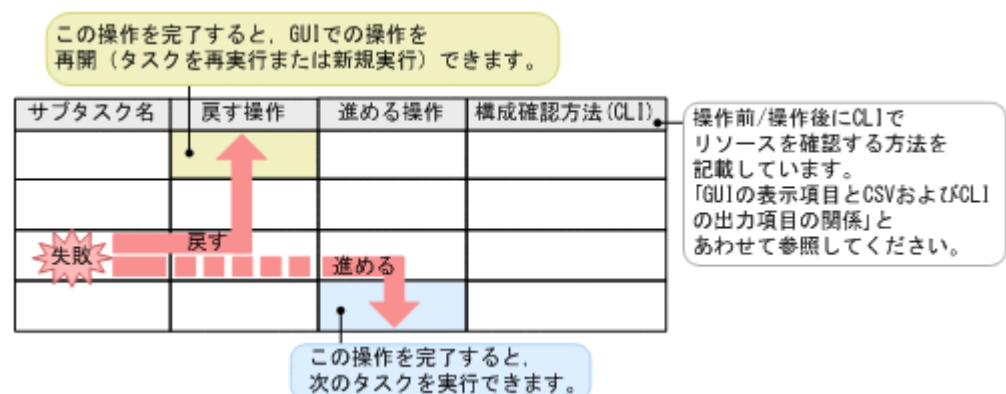 この操作を完了すると，GUIでの操作を
再開（タスクを再実行または新規実行）できます。
サブタスク名
戻す操作
進める操作
構成確認方法(CLI)
操作前/操作後にCLIで
リソースを確認する方法を
記載しています。
「GUIの表示項目とCSVおよびCLI
の出力項目の関係」と
あわせて参照してください。
失敗
戻す
進める
この操作を完了すると，
次のタスクを実行できます。